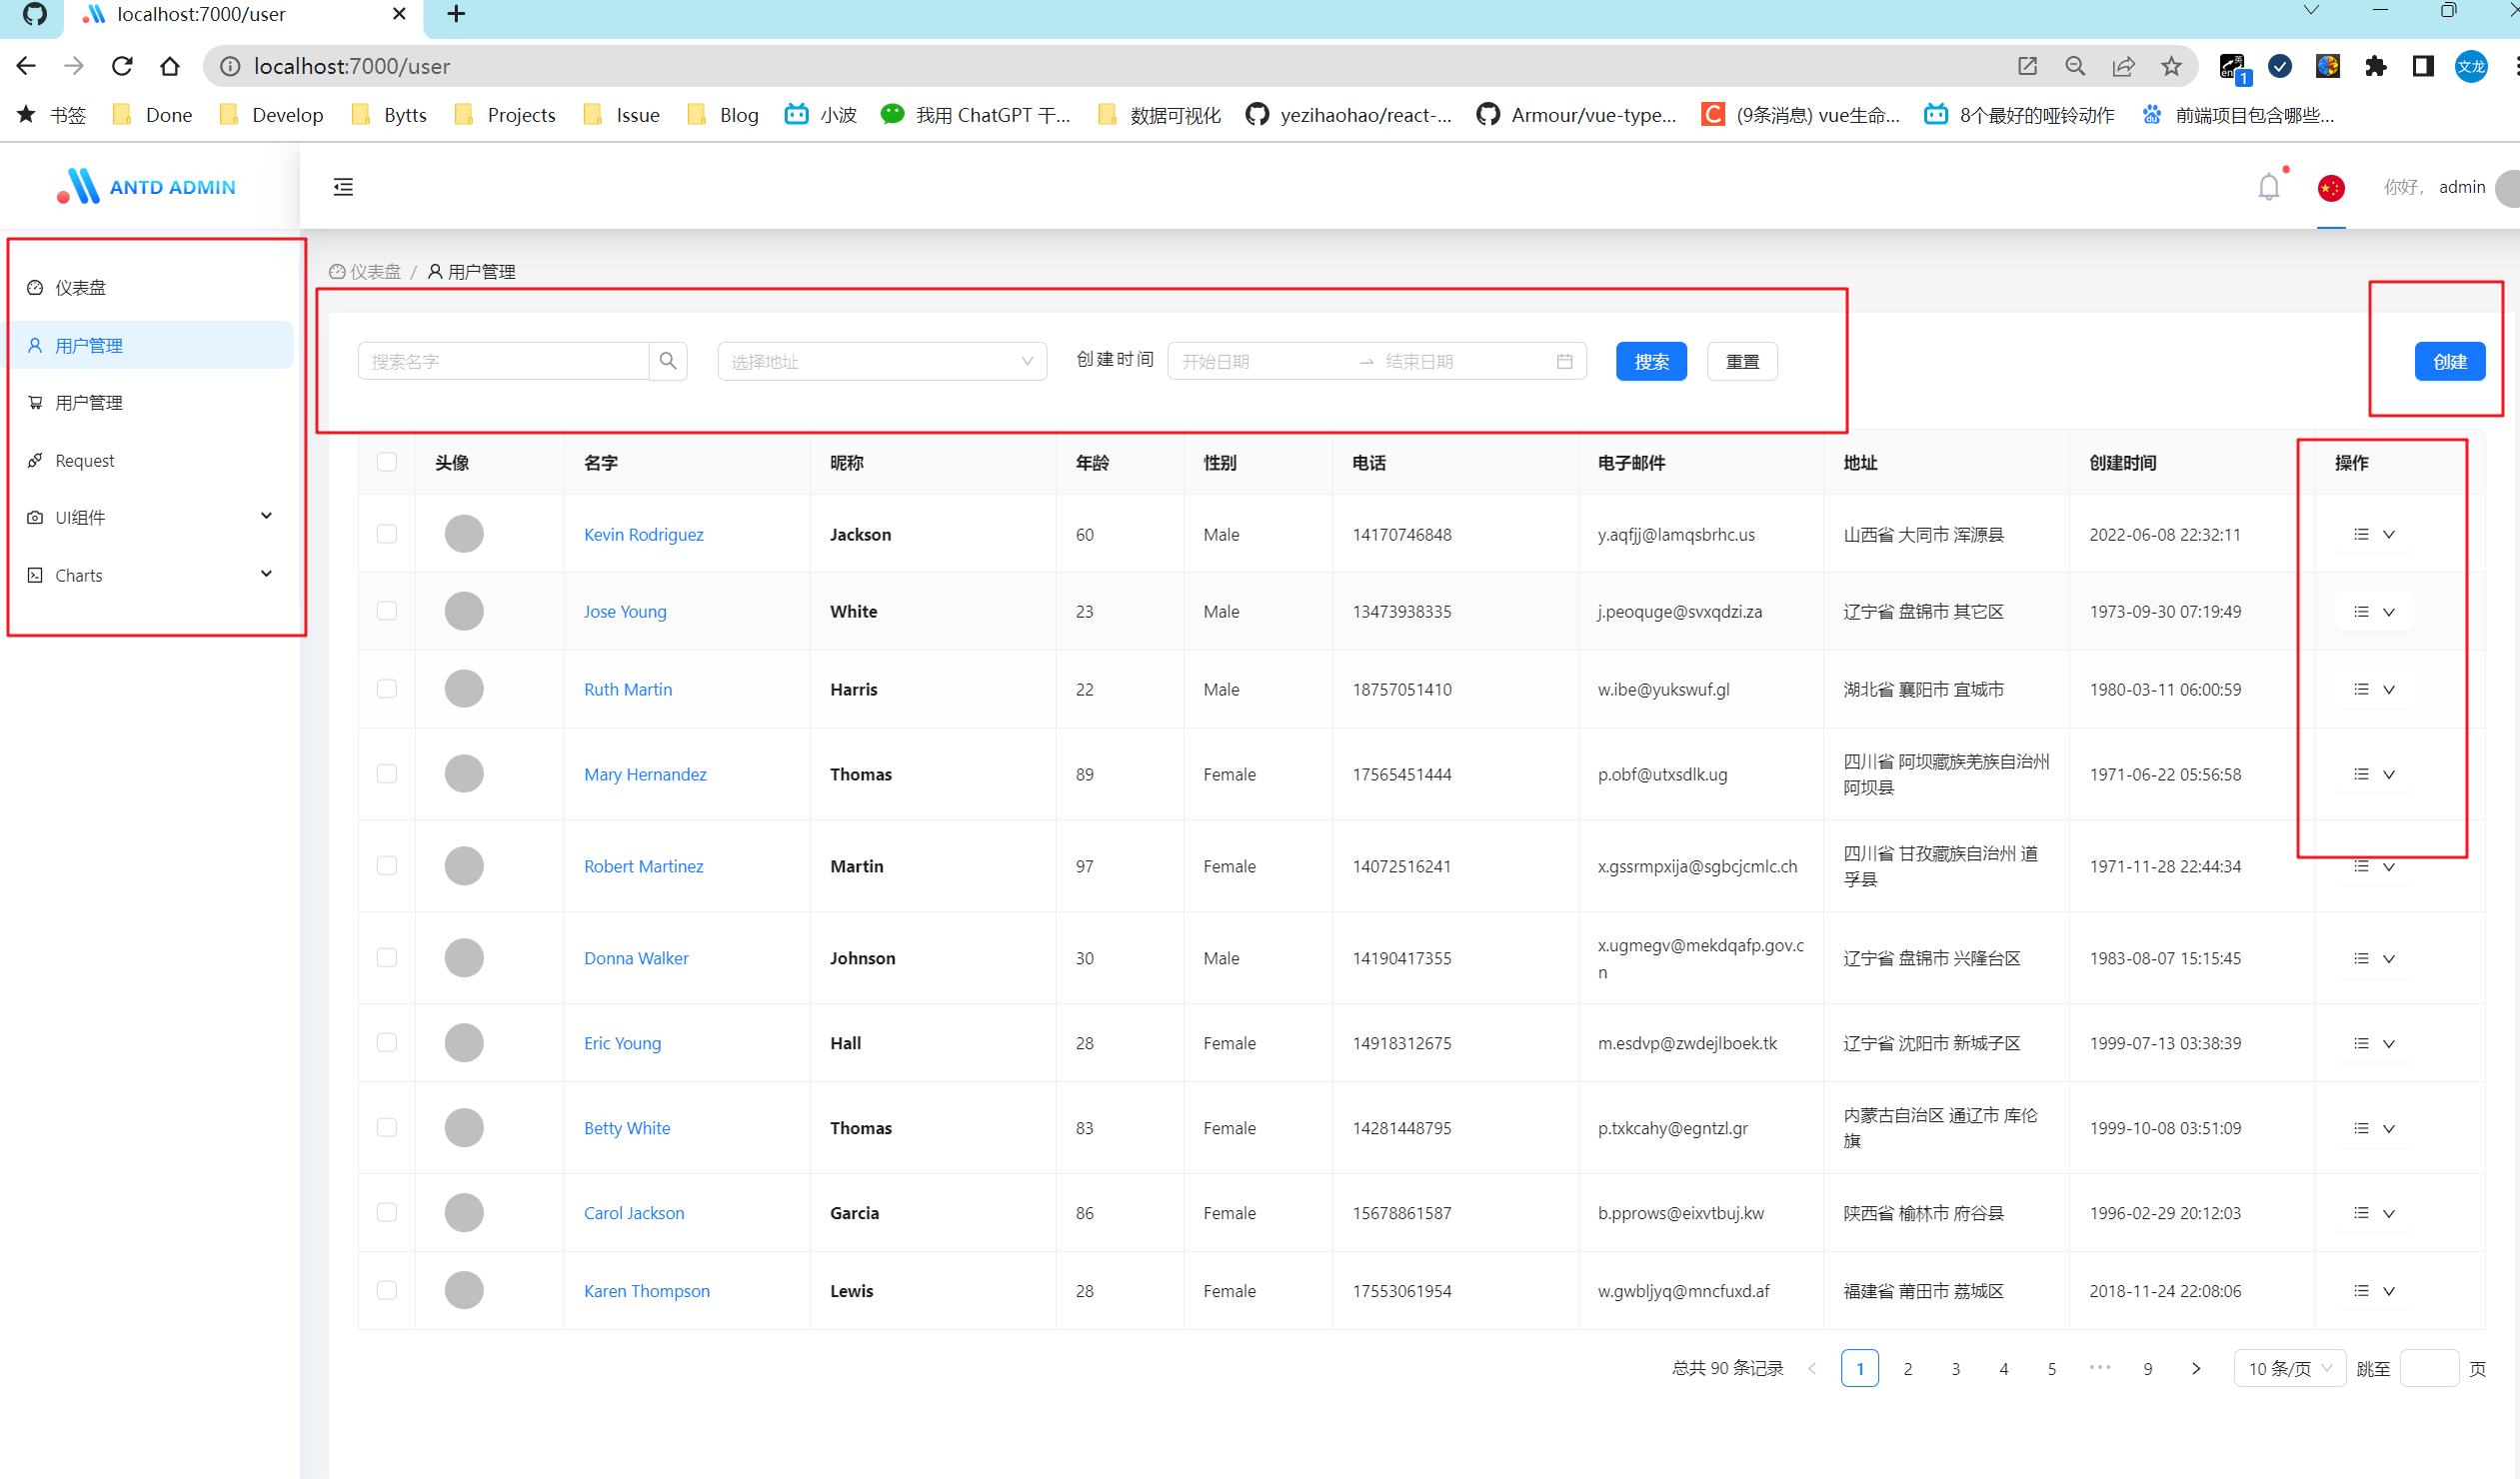 localhost:7000/user
localhost:7000/user
1
文龙
书签 Done Develop Bytts Projects Issue Blog 小波 我用 ChatGPT 干... 数据可视化 yezihaohao/react-... Armour/vue-type... (9条消息) vue生命... 8个最好的哑铃动作 前端项目包含哪些...
ANTD ADMIN
你好, admin
仪表盘
用户管理
用户管理
Request
UI组件
Charts
仪表盘 / 用户管理
搜索名字 选择地址 创建时间 开始日期 结束日期 搜索 重置 创建
头像 名字 昵称 年龄 性别 电话 电子邮件 地址 创建时间 操作
Kevin Rodriguez Jackson 60 Male 14170746848 y.aqfjj@lamqsbrhc.us 山西省 大同市 浑源县 2022-06-08 22:32:11
Jose Young White 23 Male 13473938335 j.peoquge@svxqdzi.za 辽宁省 盘锦市 其它区 1973-09-30 07:19:49
Ruth Martin Harris 22 Male 18757051410 w.ibe@yukswuf.gl 湖北省 襄阳市 宜城市 1980-03-11 06:00:59
Mary Hernandez Thomas 89 Female 17565451444 p.obf@utxsdlk.ug 四川省 阿坝藏族羌族自治州 阿坝县 1971-06-22 05:56:58
Robert Martinez Martin 97 Female 14072516241 x.gssrmpxija@sgbcjcmlc.ch 四川省 甘孜藏族自治州 道孚县 1971-11-28 22:44:34
Donna Walker Johnson 30 Male 14190417355 x.ugmegv@mekdqafp.gov.cn 辽宁省 盘锦市 兴隆台区 1983-08-07 15:15:45
Eric Young Hall 28 Female 14918312675 m.esdvp@zwdejlboek.tk 辽宁省 沈阳市 新城子区 1999-07-13 03:38:39
Betty White Thomas 83 Female 14281448795 p.txkcahy@egntzl.gr 内蒙古自治区 通辽市 库伦旗 1999-10-08 03:51:09
Carol Jackson Garcia 86 Female 15678861587 b.pprows@eixvtbuj.kw 陕西省 榆林市 府谷县 1996-02-29 20:12:03
Karen Thompson Lewis 28 Female 17553061954 w.gwbljyq@mncfuxd.af 福建省 莆田市 荔城区 2018-11-24 22:08:06
总共 90 条记录 1 2 3 4 5 ••• 9 10 条/页 跳至 页